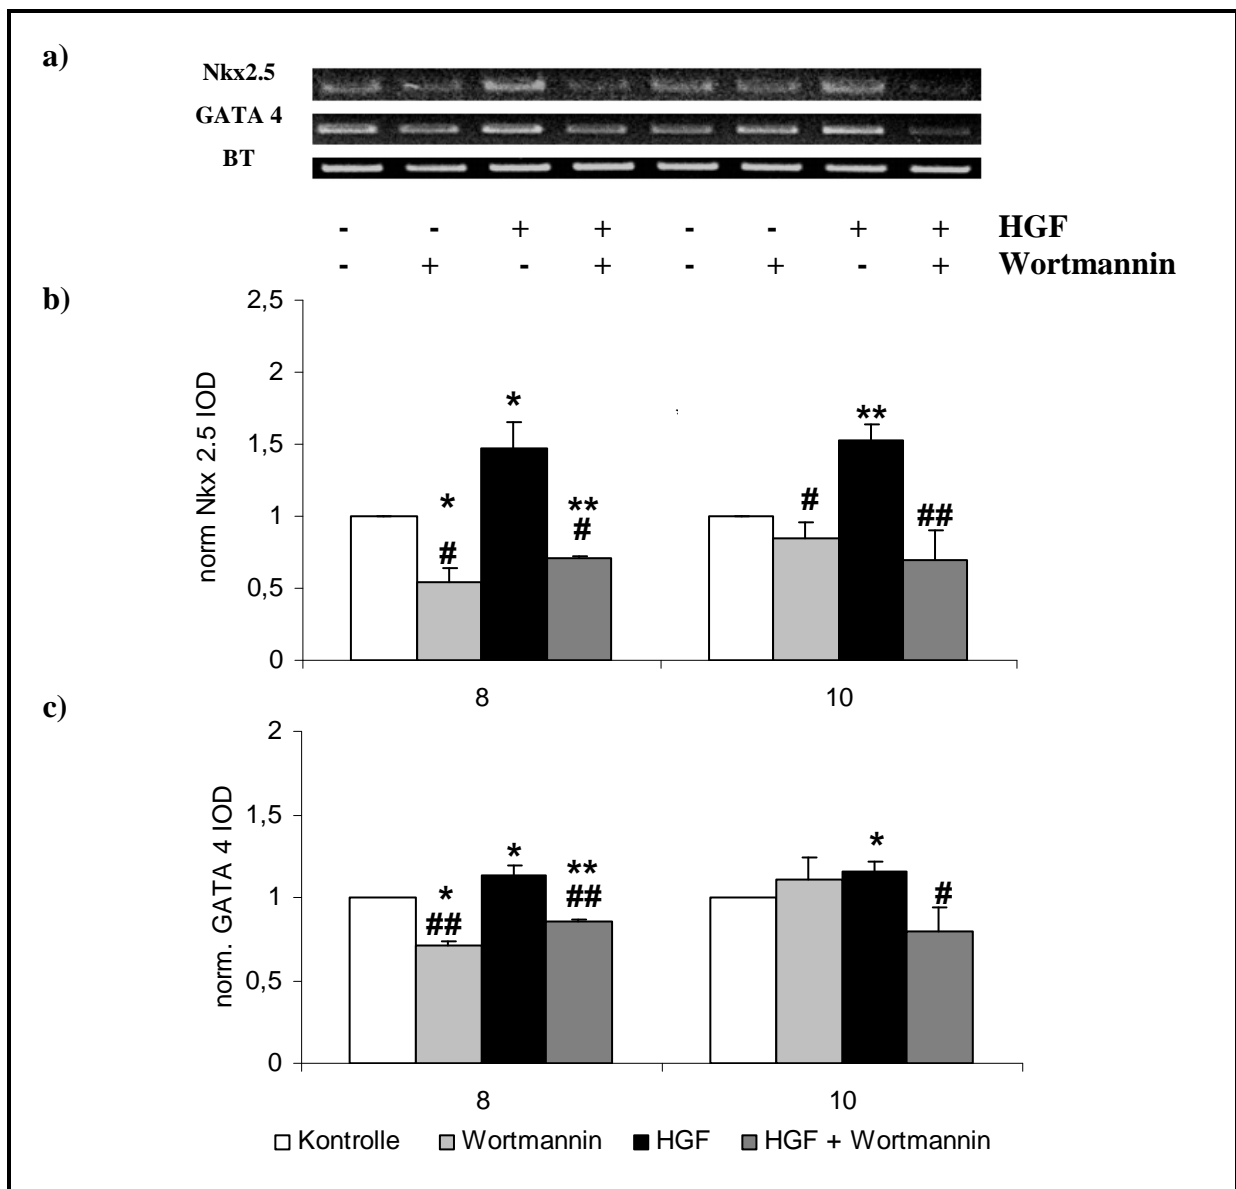 a)
Nkx2.5
GATA 4
BT
- - + + - - + + HGF
- + - + - + - + Wortmannin
b)
norm Nkx 2.5 IOD
2,5
2
1,5
1
0,5
0
* # * ** # # ** ##
8 10
c)
norm. GATA 4 IOD
2
1,5
1
0,5
0
* ## * ** ## * #
8 10
Kontrolle Wortmannin HGF HGF + Wortmannin